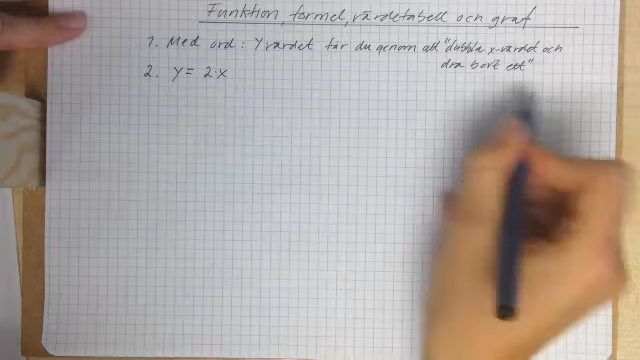 Funktion, formel, värdetabell och graf
1. Med ord: Y värdet får du genom att "dubbla x-värdet och
dra bort ett"
2. y = 2·x